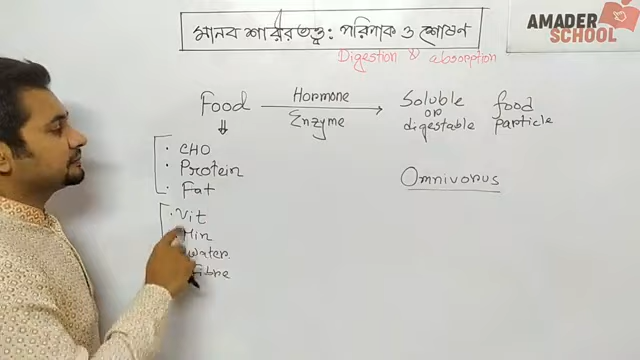 মানব শারীরতত্ত্ব: পরিপাক ও শোষণ
Digestion & absorption
AMADER
SCHOOL
Food Hormone Enzyme Soluble or digestable food particle
CHO
Protein
Fat
Omnivorus
Vit
Min
Water
Fibre